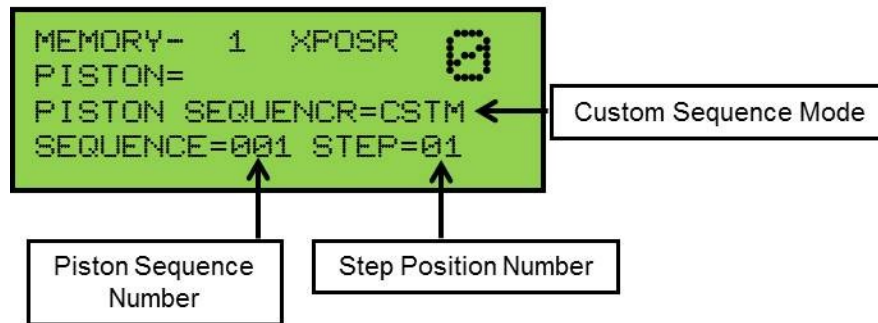 MEMORY- 1 XPOSR 0
PISTON=
PISTON SEQUENCR=CSTM
SEQUENCE=001 STEP=01
Custom Sequence Mode
Piston Sequence
Number
Step Position Number